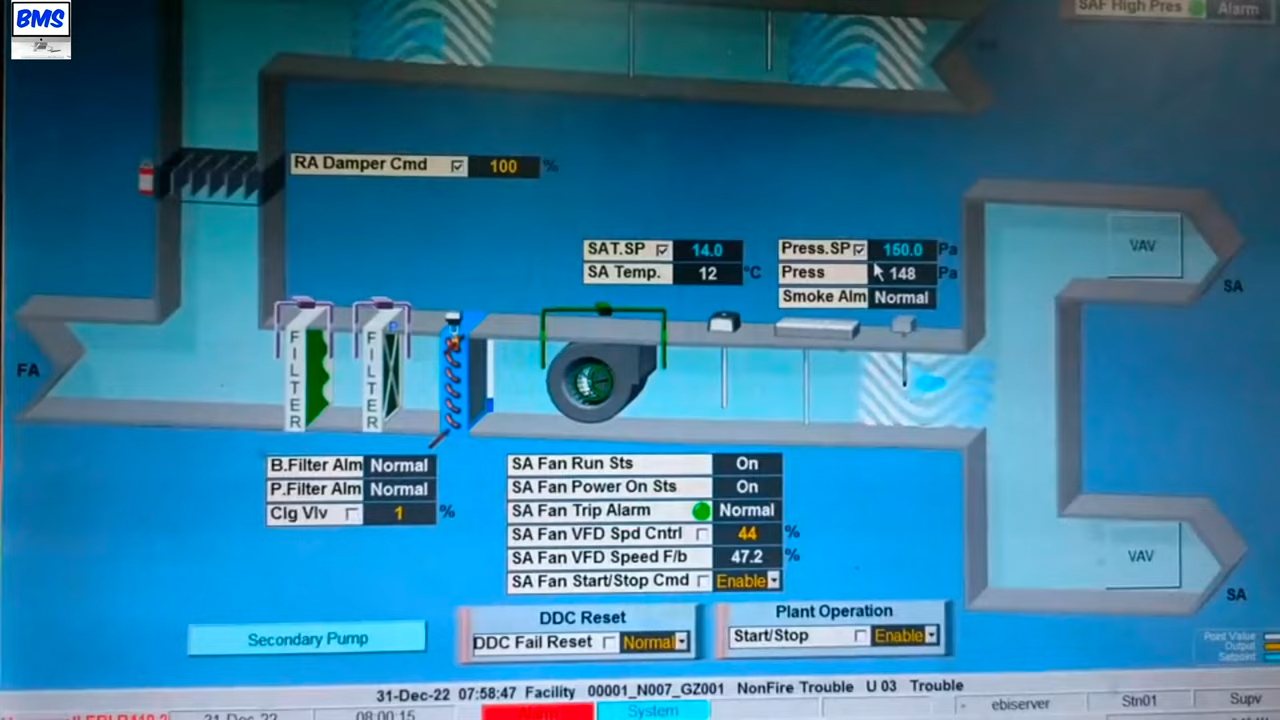 BMS
SAF High Pres Alarm
RA Damper Cmd 100 %
SAT.SP 14.0
SA Temp. 12 °C
Press.SP 150.0 Pa
Press 148 Pa
Smoke Alm Normal
VAV
SA
FA
FILTER
FILTER
B.Filter Alm Normal
P.Filter Alm Normal
Clg Vlv 1 %
SA Fan Run Sts On
SA Fan Power On Sts On
SA Fan Trip Alarm Normal
SA Fan VFD Spd Cntrl 44 %
SA Fan VFD Speed F/b 47.2 %
SA Fan Start/Stop Cmd Enable
VAV
SA
Secondary Pump
DDC Reset
DDC Fail Reset Normal
Plant Operation
Start/Stop Enable
Point Value
Output
Setpoint
31-Dec-22 07:58:47 Facility 00001_N007_GZ001 NonFire Trouble U 03 Trouble
31-Dec-22 08:00:15 Alarm System ebiserver Stn01 Supv